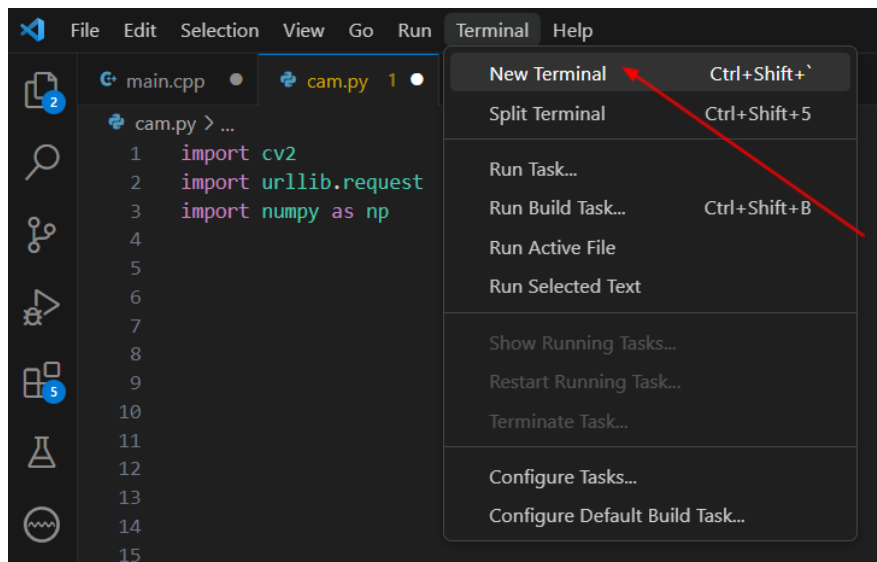 File Edit Selection View Go Run Terminal Help
main.cpp cam.py 1
cam.py > ...
1 import cv2
2 import urllib.request
3 import numpy as np
4
5
6
7
8
9
10
11
12
13
14
15
New Terminal Ctrl+Shift+`
Split Terminal Ctrl+Shift+5
Run Task...
Run Build Task... Ctrl+Shift+B
Run Active File
Run Selected Text
Show Running Tasks...
Restart Running Task...
Terminate Task...
Configure Tasks...
Configure Default Build Task...
2
5